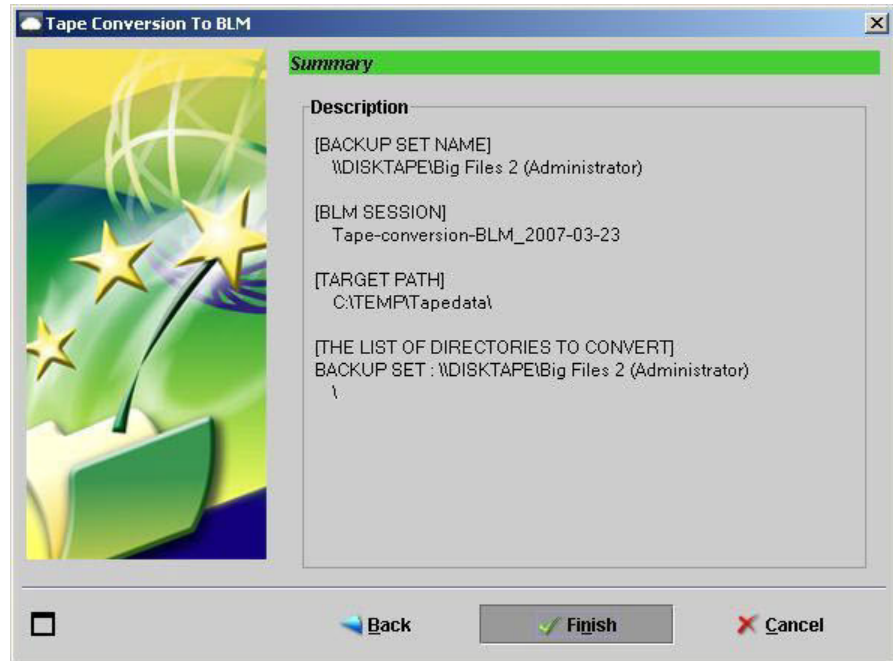 Tape Conversion To BLM
Summary
Description
[BACKUP SET NAME]
\\DISKTAPE\Big Files 2 (Administrator)
[BLM SESSION]
Tape-conversion-BLM_2007-03-23
[TARGET PATH]
C:\TEMP\Tapedata\
[THE LIST OF DIRECTORIES TO CONVERT]
BACKUP SET : \\DISKTAPE\Big Files 2 (Administrator)
\
Back Finish Cancel